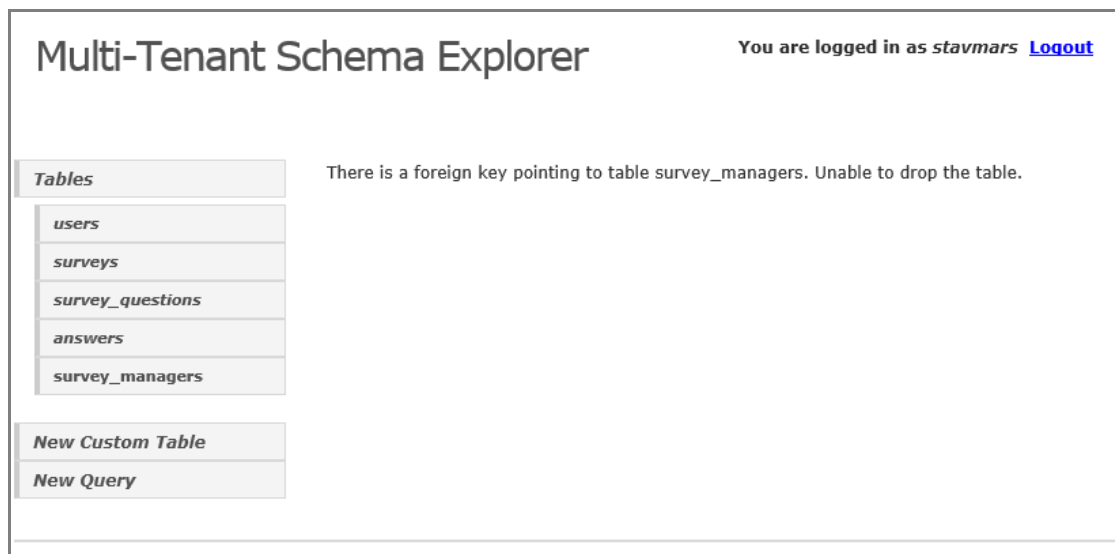 Multi-Tenant Schema Explorer
You are logged in as stavmars Logout
Tables
There is a foreign key pointing to table survey_managers. Unable to drop the table.
users
surveys
survey_questions
answers
survey_managers
New Custom Table
New Query